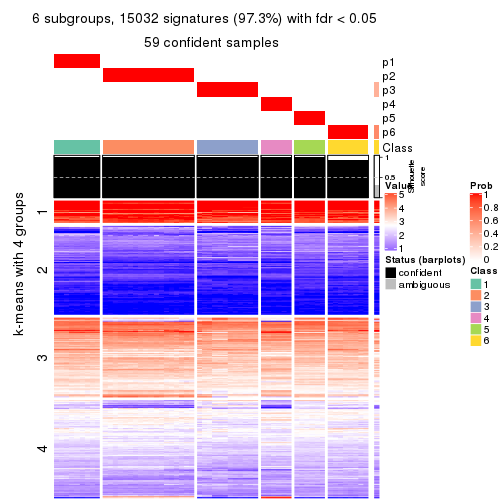 6 subgroups, 15032 signatures (97.3%) with fdr < 0.05
59 confident samples
p1
p2
p3
p4
p5
p6
Class
1
0.5
Silhouette
score
k-means with 4 groups
1
2
3
4
Value
5
4
3
2
1
Status (barplots)
confident
ambiguous
Prob
1
0.8
0.6
0.4
0.2
0
Class
1
2
3
4
5
6